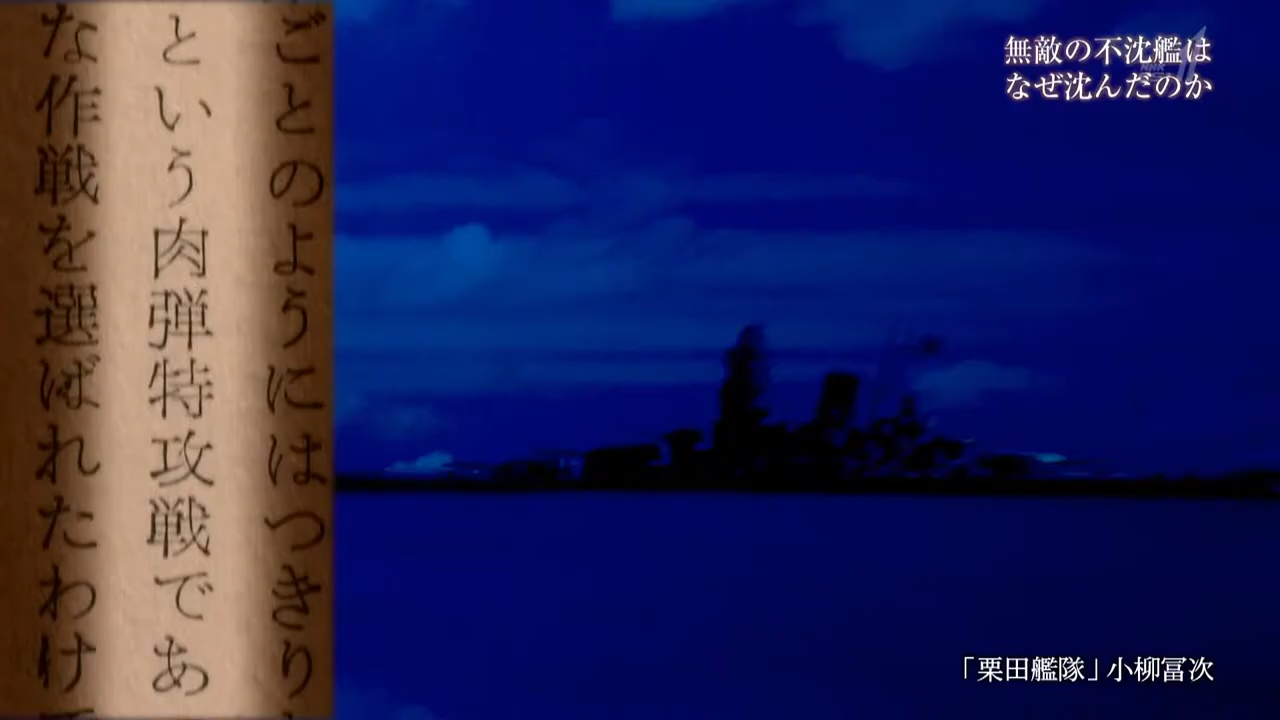 ごとのようにはつきり
という肉弾特攻戦であ
な作戦を選ばれたわけ
無敵の不沈艦は
なぜ沈んだのか
「栗田艦隊」小柳冨次